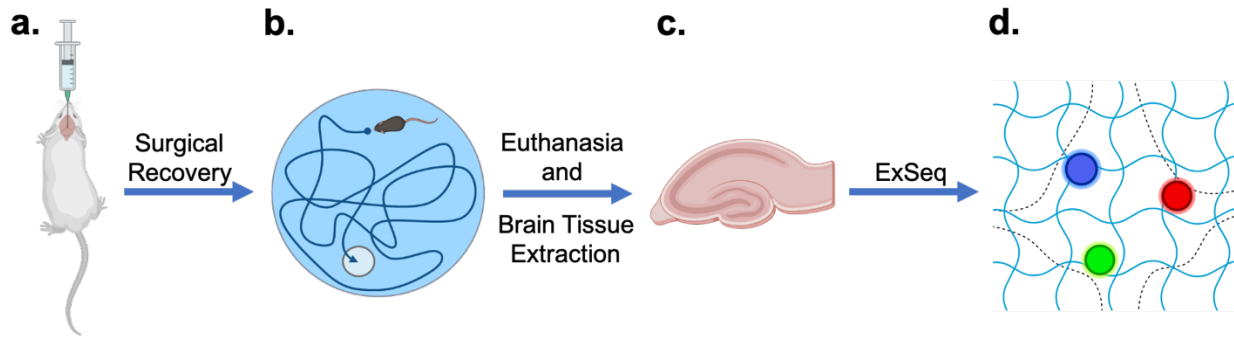 a.
b.
c.
d.
Surgical
Recovery
Euthanasia
and
Brain Tissue
Extraction
ExSeq